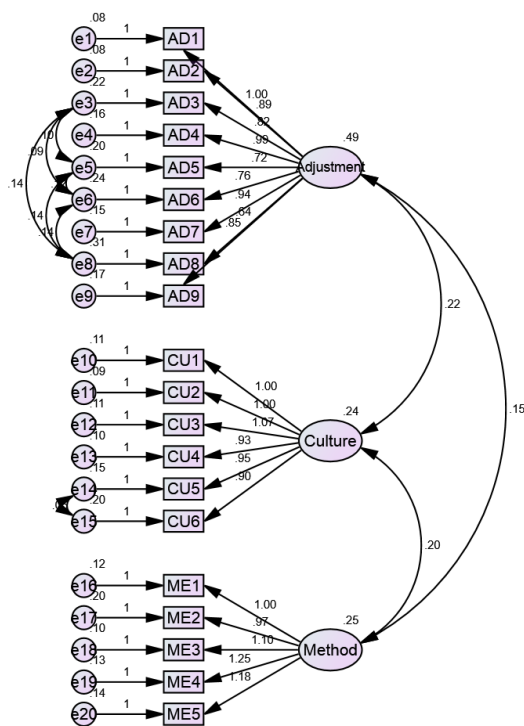 .08
e1 1 AD1
.08
e2 1 AD2
.22
e3 1 AD3
.16
e4 1 AD4
.20
e5 1 AD5
.24
e6 1 AD6
.15
e7 1 AD7
.31
e8 1 AD8
.17
e9 1 AD9
.10
.09
.14
.14
.14
1.00
.89
.82
.99
.72
.76
.94
.64
.85
.49
Adjustment
.22
.15
.11
e10 1 CU1
.09
e11 1 CU2
.11
e12 1 CU3
.10
e13 1 CU4
.15
e14 1 CU5
.20
e15 1 CU6
1.00
1.00
1.07
.93
.95
.90
.24
Culture
.20
.12
e16 1 ME1
.20
e17 1 ME2
.10
e18 1 ME3
.13
e19 1 ME4
.14
e20 1 ME5
1.00
.97
1.10
1.25
1.18
.25
Method